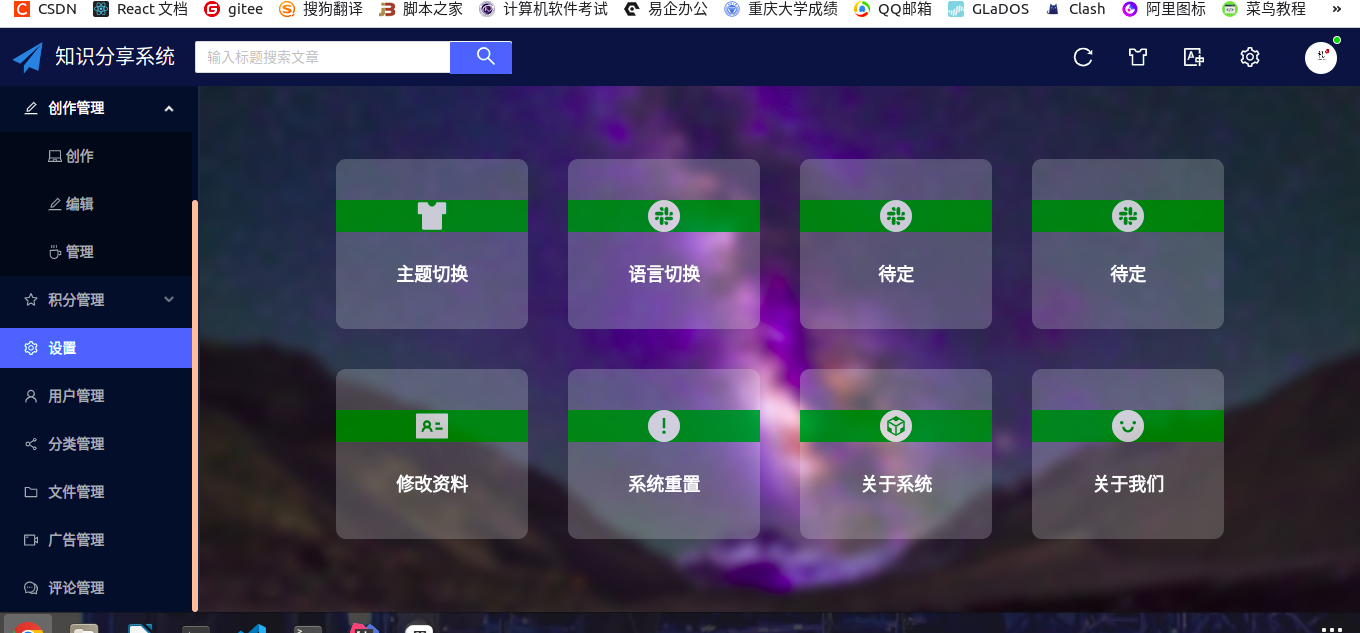 CSDN React 文档 gitee 搜狗翻译 脚本之家 计算机软件考试 易企办公 重庆大学成绩 QQ邮箱 GLaDOS Clash 阿里图标 菜鸟教程 »
知识分享系统 输入标题搜索文章
创作管理
创作
编辑
管理
积分管理
设置
用户管理
分类管理
文件管理
广告管理
评论管理
主题切换 语言切换 待定 待定
修改资料 系统重置 关于系统 关于我们